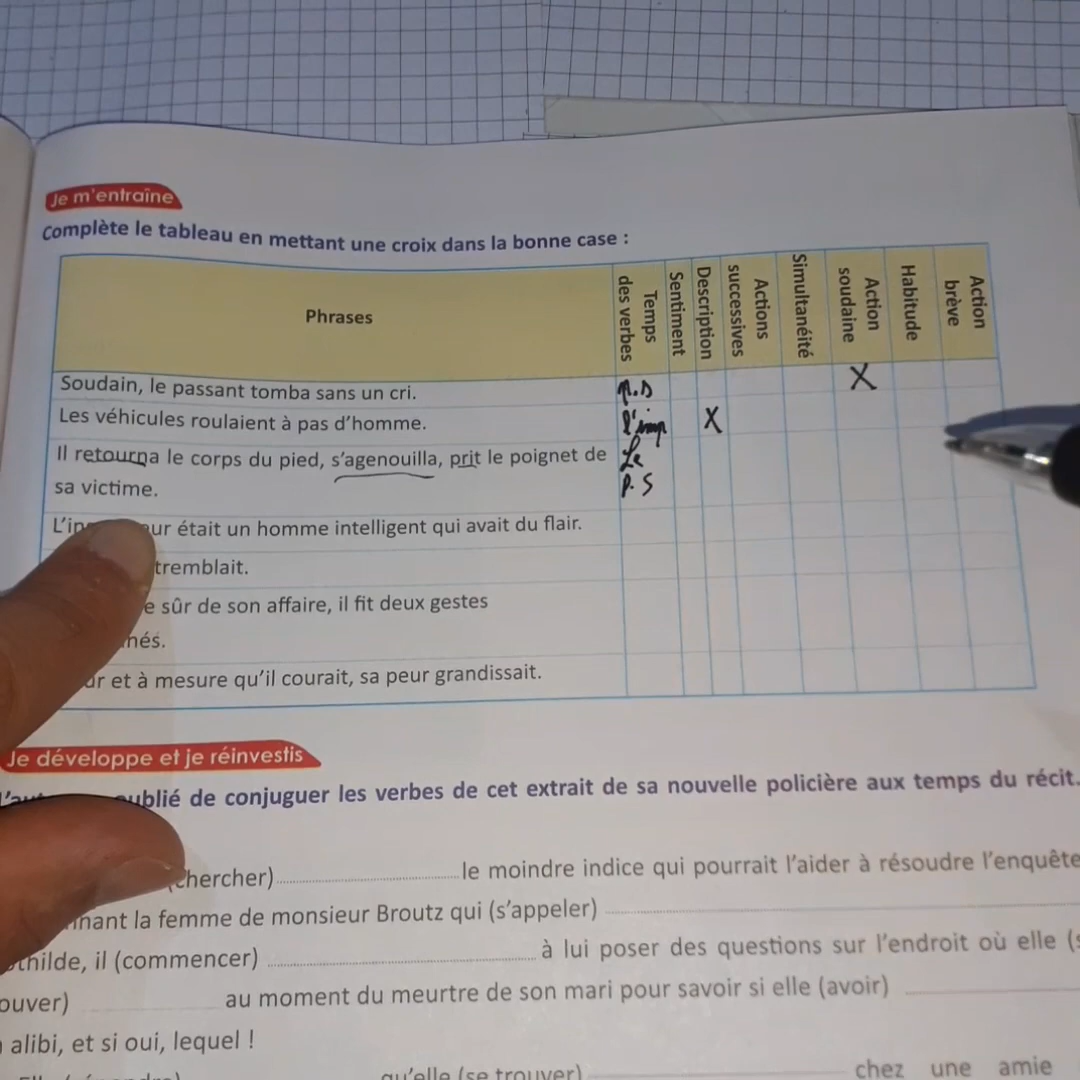 Je m'entraîne
Complète le tableau en mettant une croix dans la bonne case :
Phrases
Temps
des verbes
Sentiment
Description
Actions
successives
Simultanéité
Action
soudaine
Habitude
Action
brève
Soudain, le passant tomba sans un cri. p.s X
Les véhicules roulaient à pas d'homme. l'imp X
Il retourna le corps du pied, s'agenouilla, prit le poignet de Le
sa victime. p.s
était un homme intelligent qui avait du flair.
tremblait.
sûr de son affaire, il fit deux gestes
et à mesure qu'il courait, sa peur grandissait.
Je développe et je réinvestis
de conjuguer les verbes de cet extrait de sa nouvelle policière aux temps du récit.
(chercher) le moindre indice qui pourrait l'aider à résoudre l'enquête
la femme de monsieur Broutz qui (s'appeler)
il (commencer) à lui poser des questions sur l'endroit où elle
au moment du meurtre de son mari pour savoir si elle (avoir)
alibi, et si oui, lequel !
qu'elle (se trouver) chez une amie